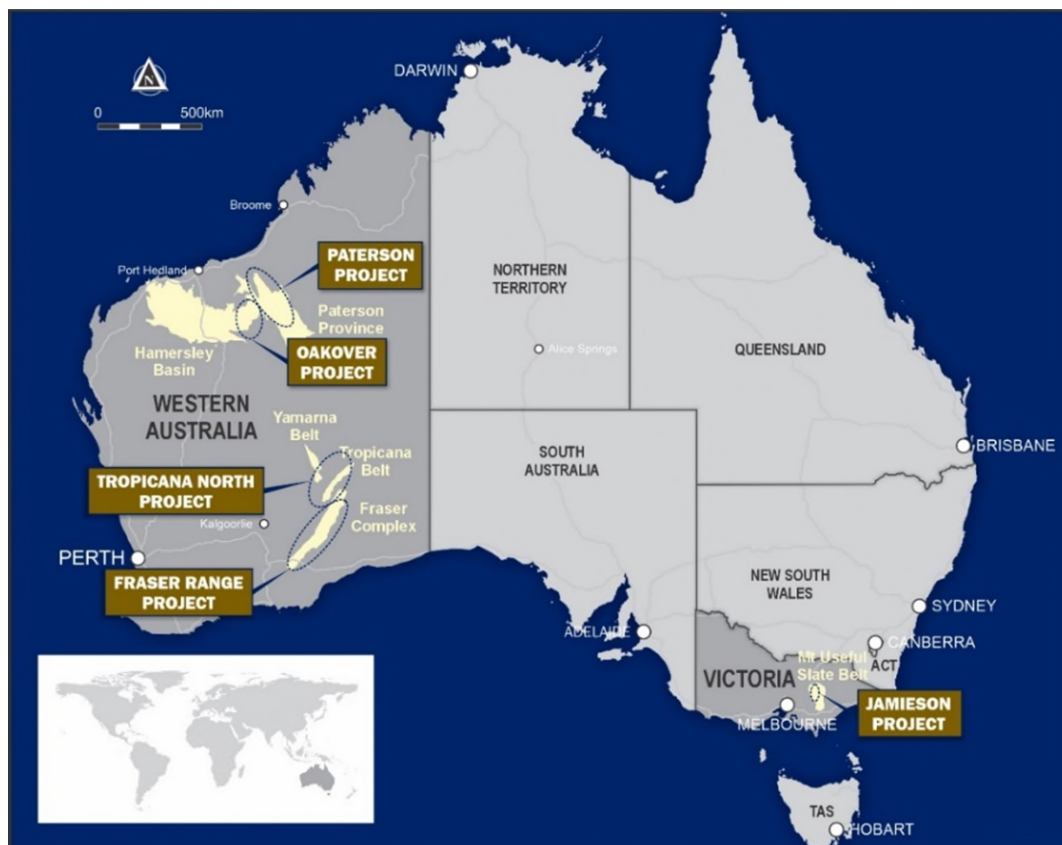 DARWIN
N
0 500km
Broome
PATERSON
PROJECT
Port Hedland
NORTHERN
TERRITORY
Paterson
Province
Hamersley
Basin
OAKOVER
PROJECT
Alice Springs
QUEENSLAND
WESTERN
AUSTRALIA
Yamarna
Belt
Tropicana
Belt
SOUTH
AUSTRALIA
BRISBANE
TROPICANA NORTH
PROJECT
Fraser
Complex
Kalgoorlie
PERTH
FRASER RANGE
PROJECT
NEW SOUTH
WALES
SYDNEY
ADELAIDE
CANBERRA
ACT
Mt Useful
Slate Belt
VICTORIA
JAMIESON
PROJECT
MELBOURNE
TAS
HOBART